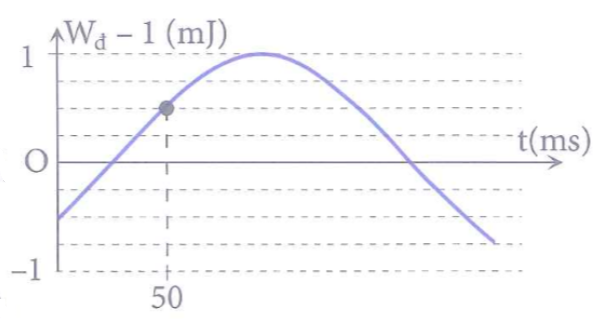 W_đ – 1 (mJ)
1
O
t(ms)
–1
50